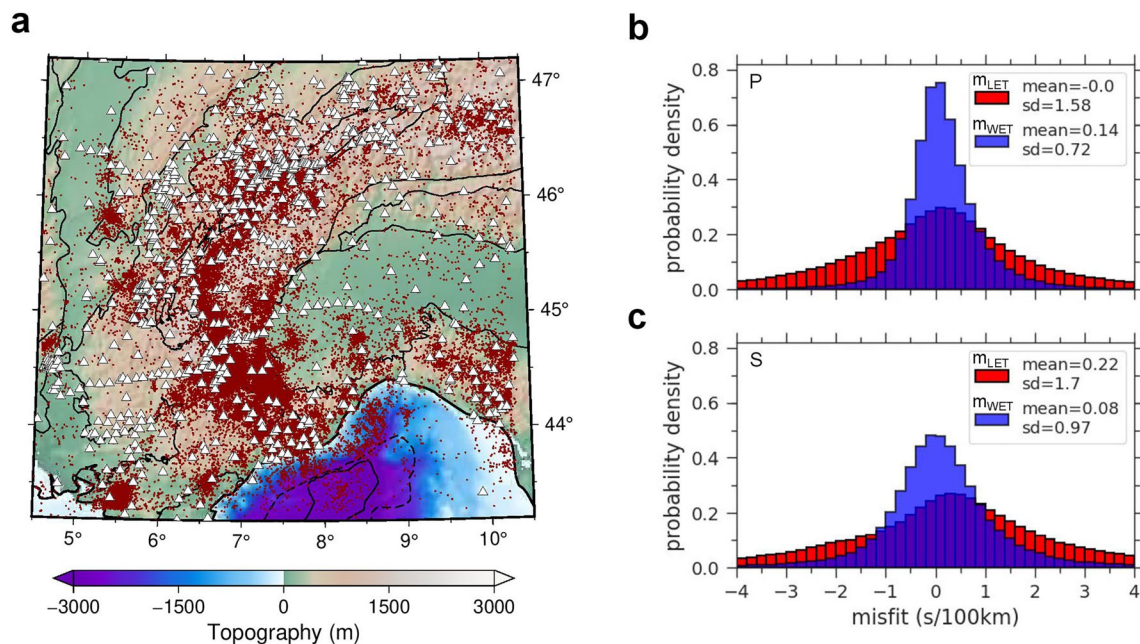 a
47°
46°
45°
44°
5°
6°
7°
8°
9°
10°
−3000
−1500
0
1500
3000
Topography (m)
b
P
m_LET
mean=-0.0
sd=1.58
m_WET
mean=0.14
sd=0.72
probability density
0.8
0.6
0.4
0.2
0.0
c
S
m_LET
mean=0.22
sd=1.7
m_WET
mean=0.08
sd=0.97
probability density
0.8
0.6
0.4
0.2
0.0
−4
−3
−2
−1
0
1
2
3
4
misfit (s/100km)